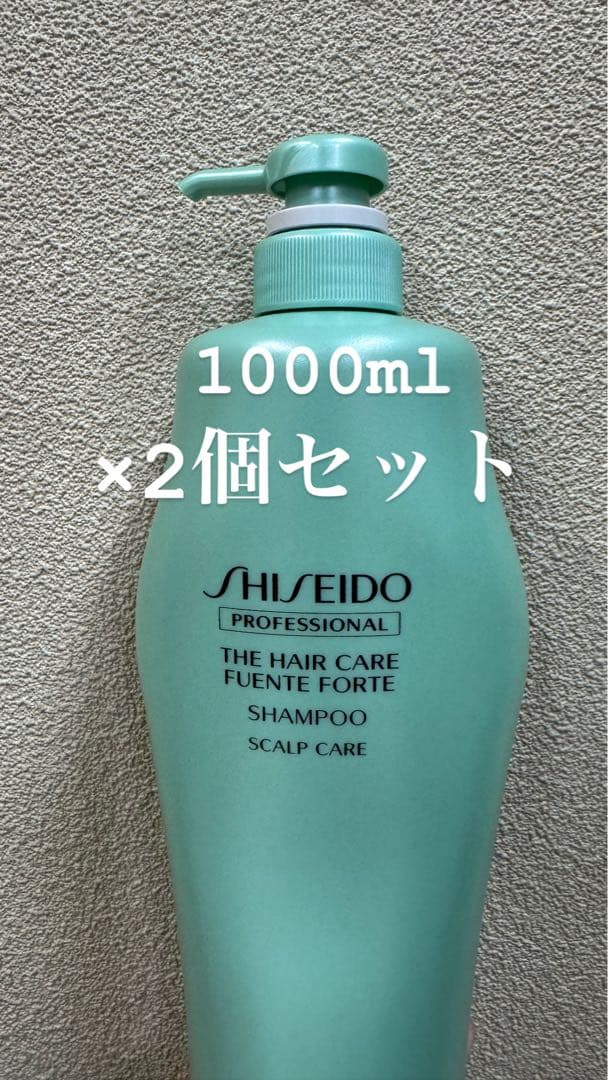 1000ml
×2個セット
SHISEIDO
PROFESSIONAL
THE HAIR CARE
FUENTE FORTE
SHAMPOO
SCALP CARE